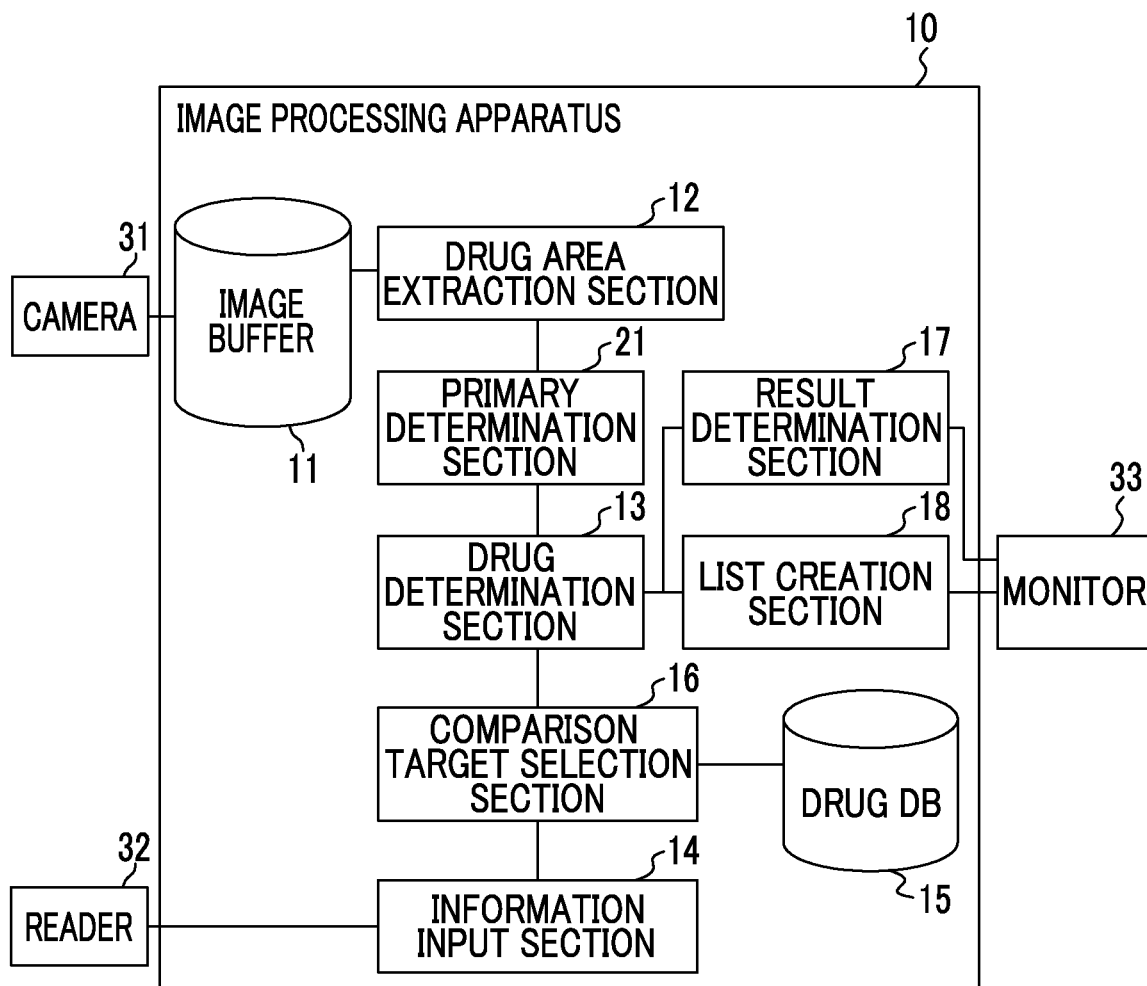 10
IMAGE PROCESSING APPARATUS
12
DRUG AREA
EXTRACTION SECTION
31
CAMERA
IMAGE
BUFFER
11
21
PRIMARY
DETERMINATION
SECTION
17
RESULT
DETERMINATION
SECTION
13
DRUG
DETERMINATION
SECTION
18
LIST CREATION
SECTION
33
MONITOR
16
COMPARISON
TARGET SELECTION
SECTION
DRUG DB
15
32
READER
14
INFORMATION
INPUT SECTION